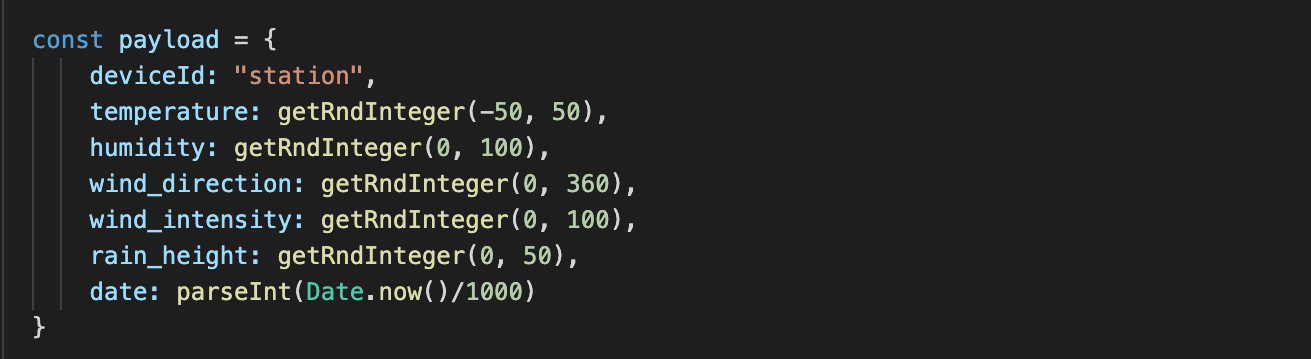 const payload = {
    deviceId: "station",
    temperature: getRndInteger(-50, 50),
    humidity: getRndInteger(0, 100),
    wind_direction: getRndInteger(0, 360),
    wind_intensity: getRndInteger(0, 100),
    rain_height: getRndInteger(0, 50),
    date: parseInt(Date.now()/1000)
}